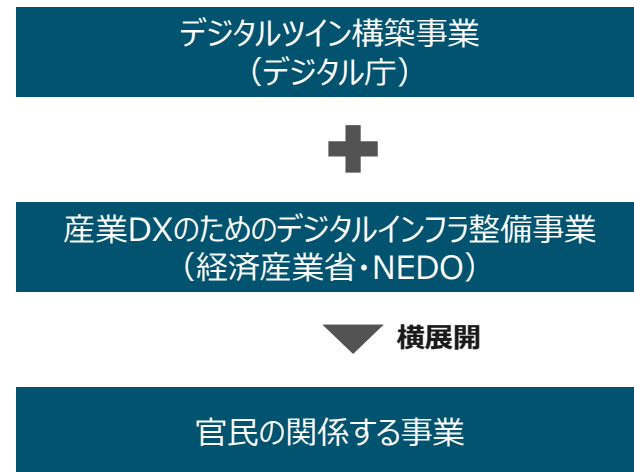 デジタルツイン構築事業
（デジタル庁）
産業DXのためのデジタルインフラ整備事業
（経済産業省・NEDO）
横展開
官民の関係する事業